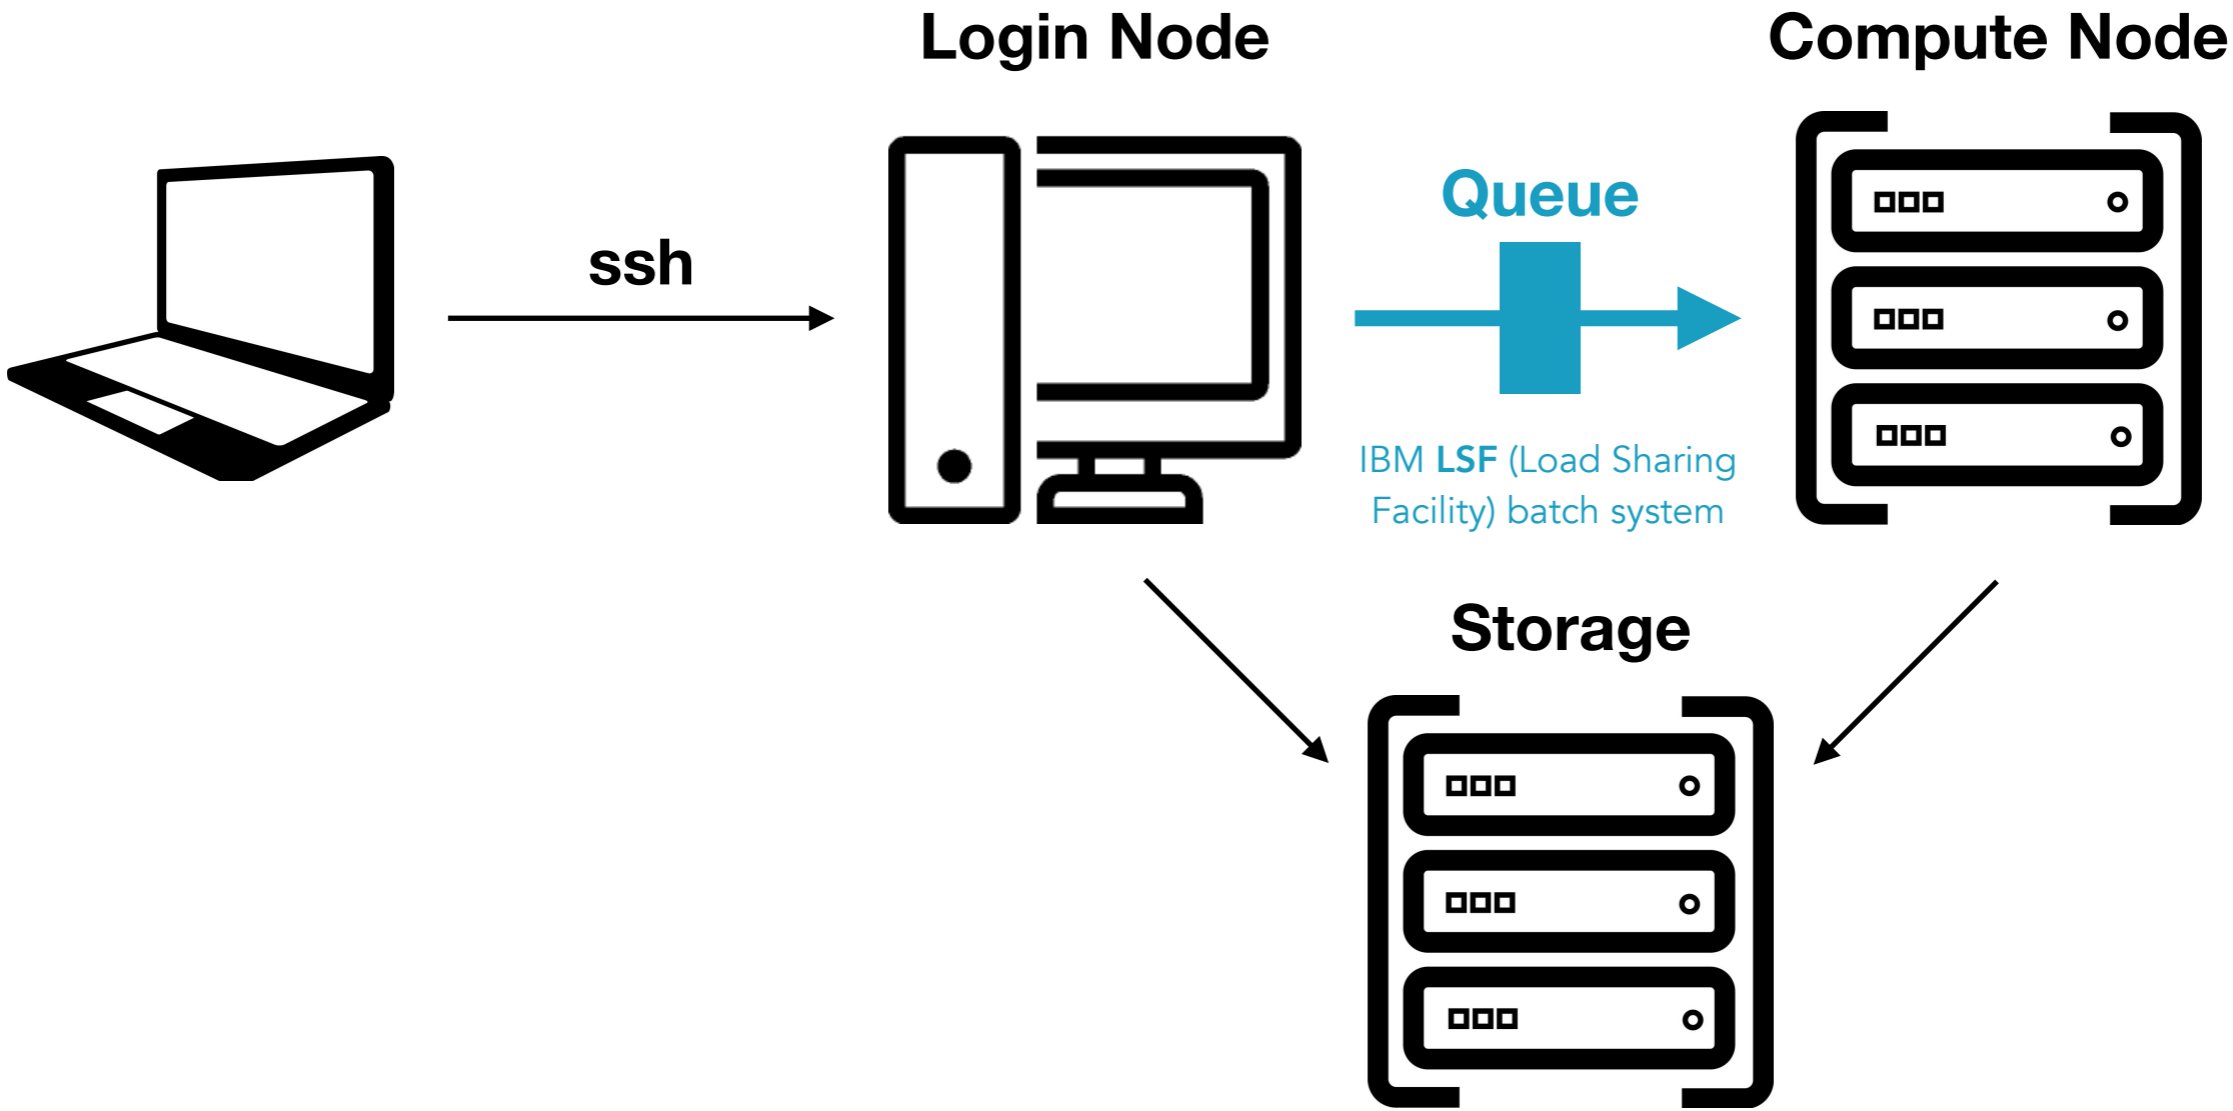 Login Node
Compute Node
ssh
Queue
IBM LSF (Load Sharing
Facility) batch system
Storage